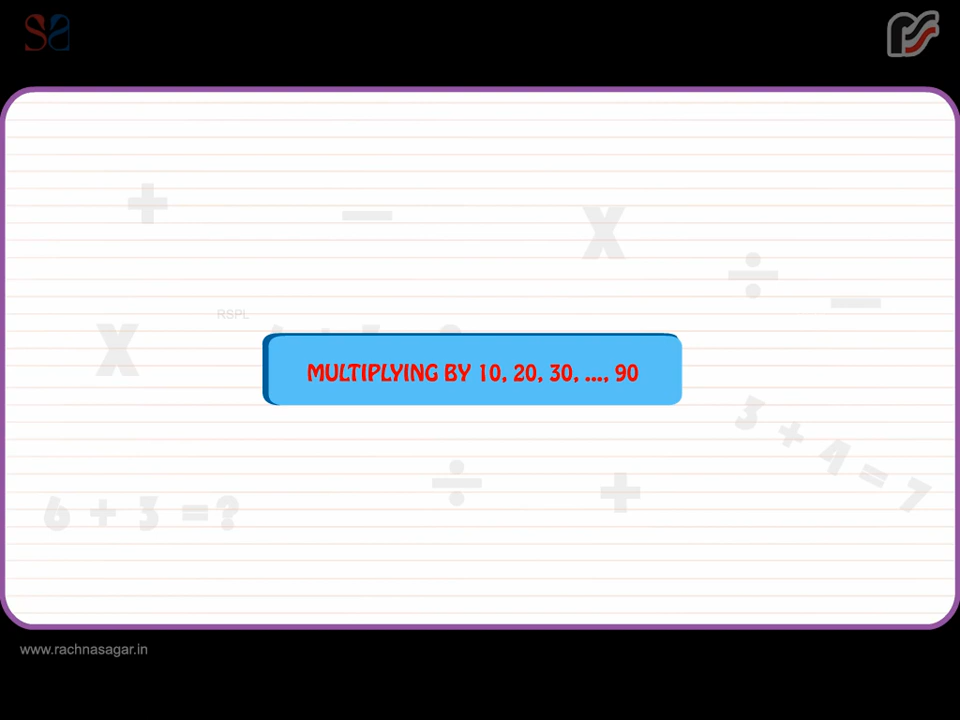 RSPL
MULTIPLYING BY 10, 20, 30, ..., 90
3 + 4 = 7
6 + 3 = ?
www.rachnasagar.in